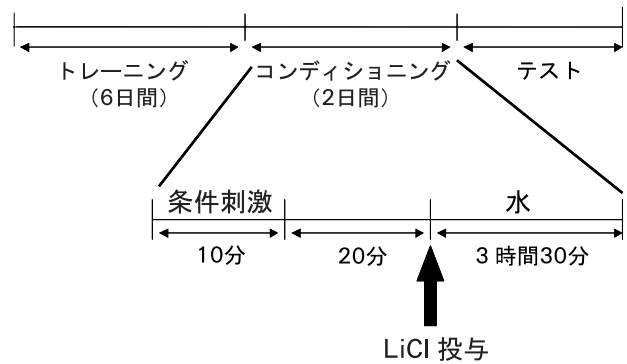 トレーニング
（6日間）
コンディショニング
（2日間）
テスト
条件刺激
水
10分
20分
3時間30分
LiCl 投与